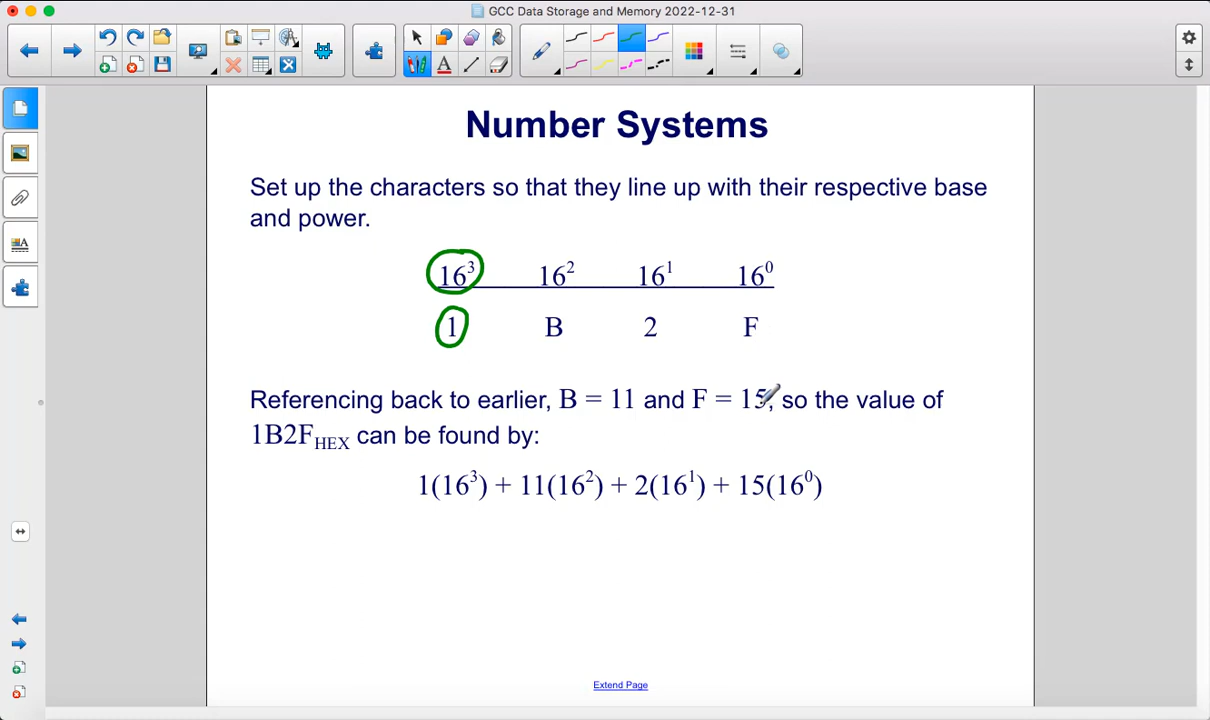 GCC Data Storage and Memory 2022-12-31
Number Systems
Set up the characters so that they line up with their respective base
and power.
16³ 16² 16¹ 16⁰
1 B 2 F
Referencing back to earlier, B = 11 and F = 15, so the value of
1B2F_HEX can be found by:
1(16³) + 11(16²) + 2(16¹) + 15(16⁰)
Extend Page